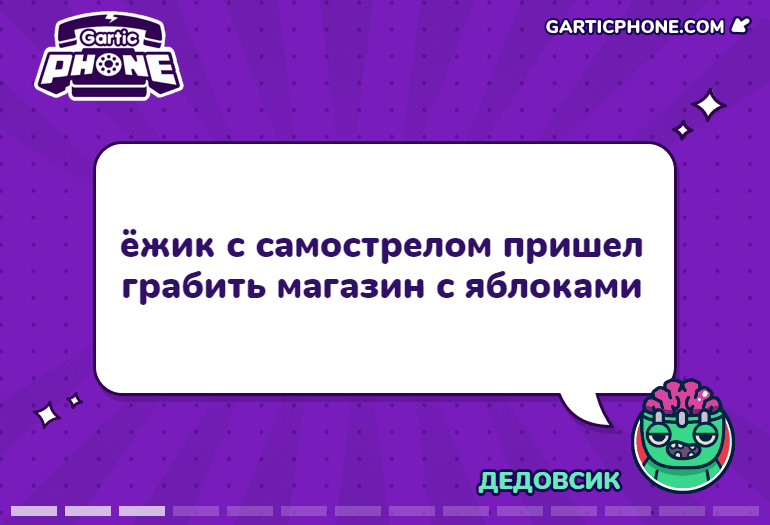 Gartic
PHONE
GARTICPHONE.COM
ёжик с самострелом пришел
грабить магазин с яблоками
ДЕДОВСИК